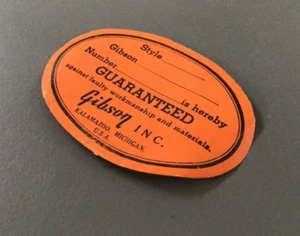 Style
Gibson
Number
is hereby
GUARANTEED
against faulty workmanship and materials.
Gibson INC.
KALAMAZOO, MICHIGAN,
U.S.A.